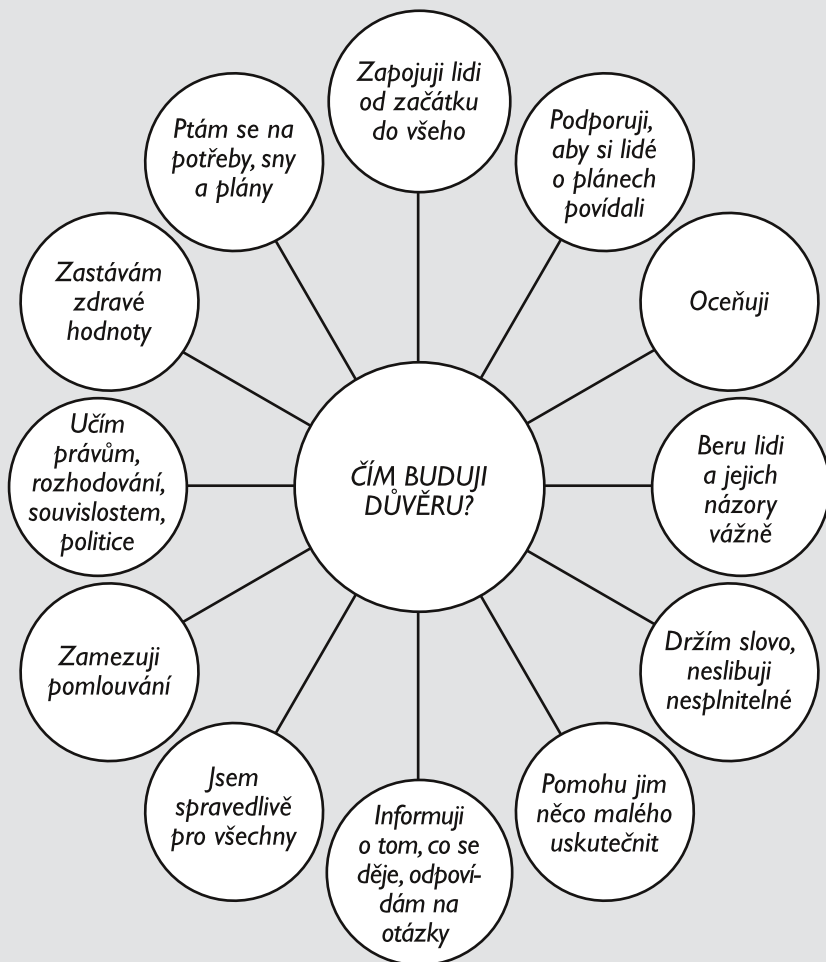 Zapojuji lidi
od začátku
do všeho
Podporuji,
aby si lidé
o plánech
povídali
Oceňuji
Beru lidi
a jejich
názory
vážně
Držím slovo,
neslibuji
nesplnitelné
Pomohu jim
něco malého
uskutečnit
Informuji
o tom, co se
děje, odpoví-
dám na
otázky
Jsem
spravedlivě
pro všechny
Zamezuji
pomlouvání
Učím
právům,
rozhodování,
souvislostem,
politice
Zastávám
zdravé
hodnoty
Ptám se na
potřeby, sny
a plány
ČÍM BUDUJI
DŮVĚRU?